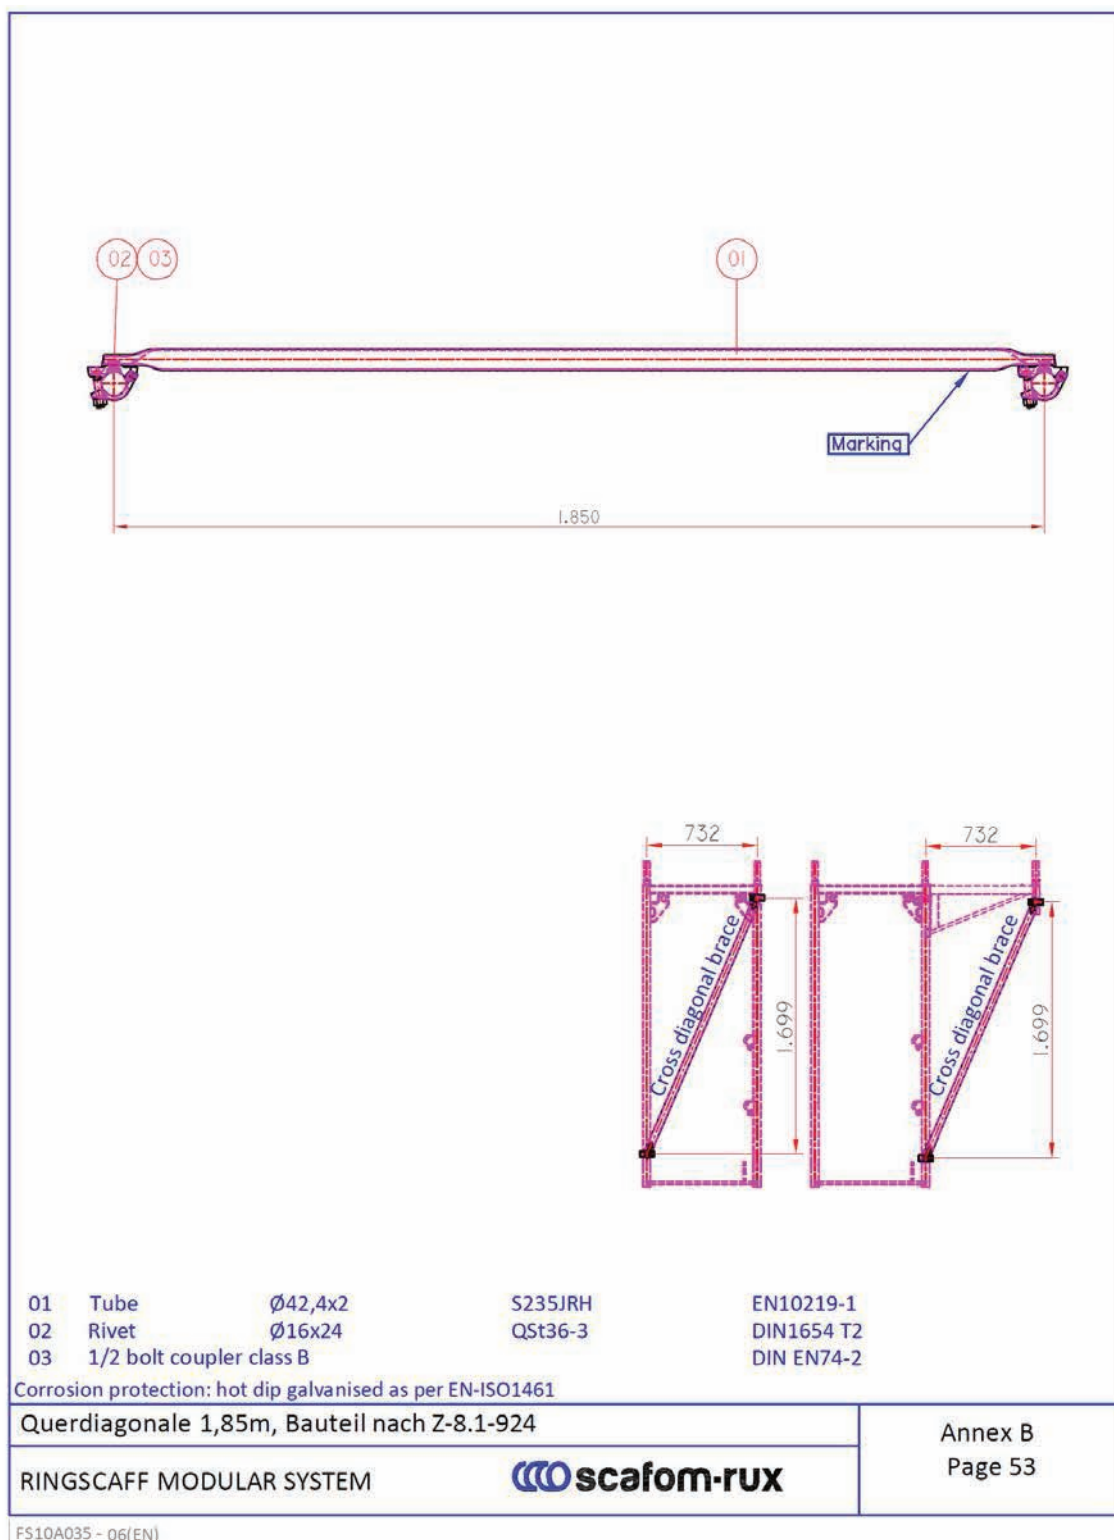 02 03 01
Marking
1.850
732 732
Cross diagonal brace
1.699
Cross diagonal brace
1.699
01 Tube Ø42,4x2 S235JRH EN10219-1
02 Rivet Ø16x24 QSt36-3 DIN1654 T2
03 1/2 bolt coupler class B DIN EN74-2
Corrosion protection: hot dip galvanised as per EN-ISO1461
Querdiagonale 1,85m, Bauteil nach Z-8.1-924
Annex B
Page 53
RINGSCAFF MODULAR SYSTEM scafom-rux
FS10A035 - 06(EN)